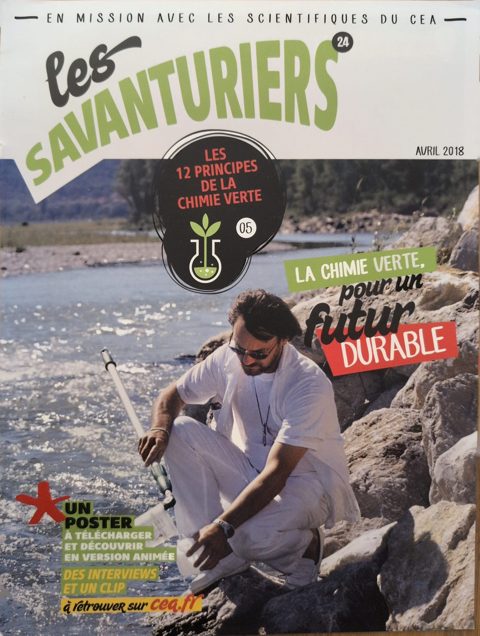 EN MISSION AVEC LES SCIENTIFIQUES DU CEA
les
SAVANTURIERS
24
AVRIL 2018
LES
12 PRINCIPES
DE LA
CHIMIE VERTE
05
LA CHIMIE VERTE,
pour un
futur
DURABLE
UN
POSTER
À TÉLÉCHARGER
ET DÉCOUVRIR
EN VERSION ANIMÉE
DES INTERVIEWS
ET UN CLIP
à retrouver sur cea.fr